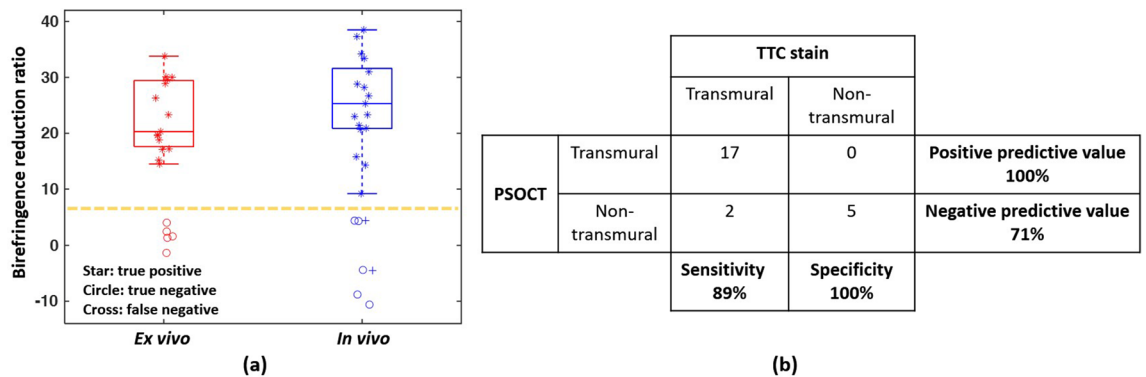 40
30
20
10
0
-10
Birefringence reduction ratio
Star: true positive
Circle: true negative
Cross: false negative
Ex vivo
In vivo
(a)
TTC stain
Transmural
Non-
transmural
PSOCT
Transmural
17
0
Positive predictive value
100%
Non-
transmural
2
5
Negative predictive value
71%
Sensitivity
89%
Specificity
100%
(b)